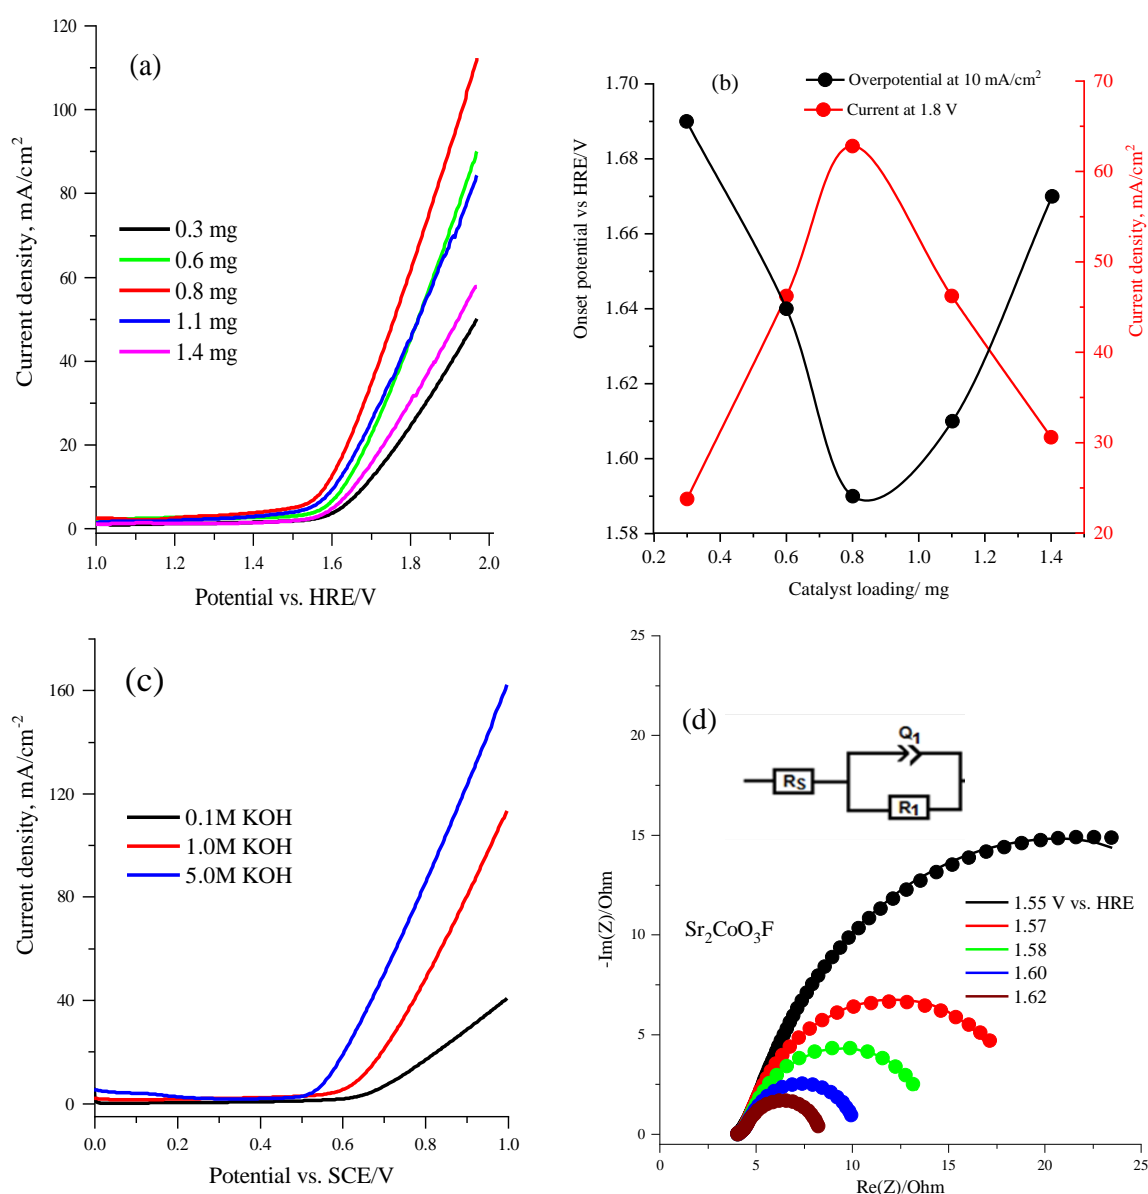 (a)
120
100
80
60
40
20
0
Current density, mA/cm²
0.3 mg
0.6 mg
0.8 mg
1.1 mg
1.4 mg
1.0
1.2
1.4
1.6
1.8
2.0
Potential vs. HRE/V
(b)
Overpotential at 10 mA/cm²
Current at 1.8 V
1.70
1.68
1.66
1.64
1.62
1.60
1.58
Onset potential vs HRE/V
70
60
50
40
30
20
Current density, mA/cm²
0.2
0.4
0.6
0.8
1.0
1.2
1.4
Catalyst loading/ mg
(c)
160
120
80
40
0
Current density, mA/cm⁻²
0.1M KOH
1.0M KOH
5.0M KOH
0.0
0.2
0.4
0.6
0.8
1.0
Potential vs. SCE/V
(d)
25
20
15
10
5
0
-Im(Z)/Ohm
Q₁
R_S
R₁
Sr₂CoO₃F
1.55 V vs. HRE
1.57
1.58
1.60
1.62
0
5
10
15
20
25
Re(Z)/Ohm